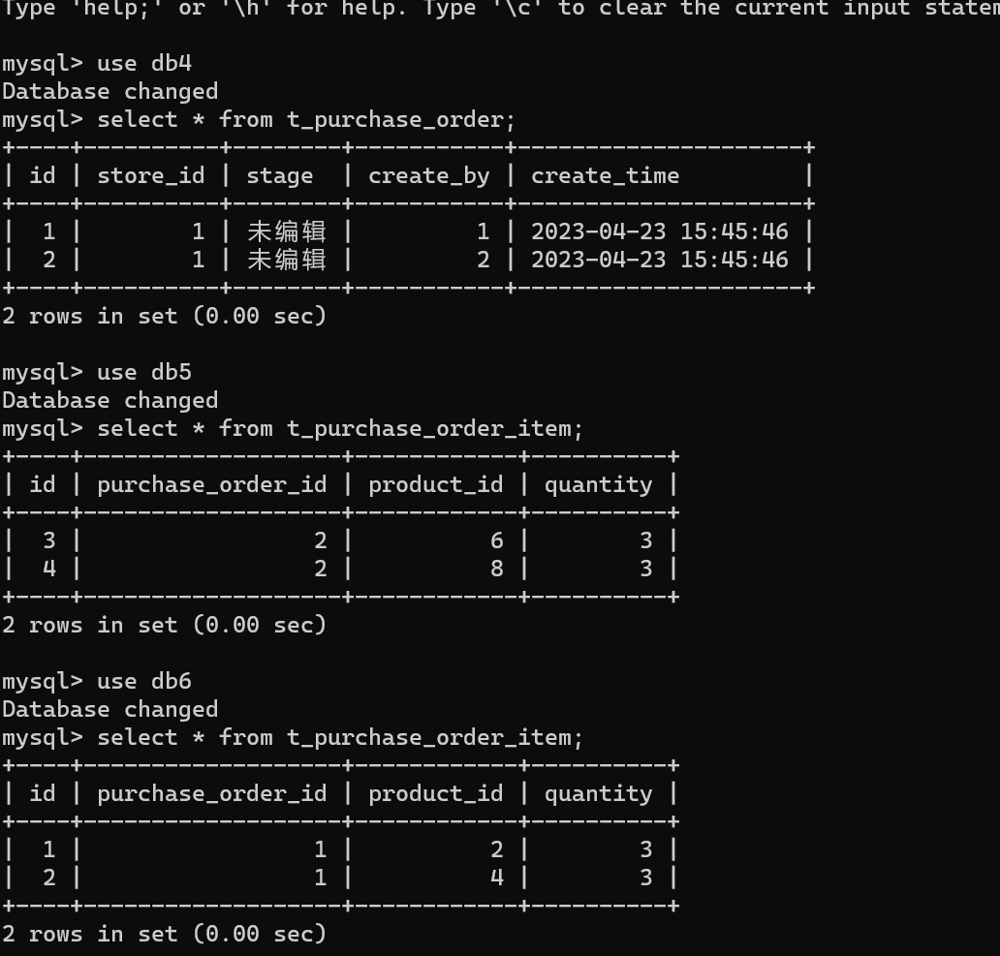 Type 'help;' or '\h' for help. Type '\c' to clear the current input
mysql> use db4
Database changed
mysql> select * from t_purchase_order;
+----+----------+--------+-----------+---------------------+
| id | store_id | stage  | create_by | create_time         |
+----+----------+--------+-----------+---------------------+
|  1 |        1 | 未编辑 |         1 | 2023-04-23 15:45:46 |
|  2 |        1 | 未编辑 |         2 | 2023-04-23 15:45:46 |
+----+----------+--------+-----------+---------------------+
2 rows in set (0.00 sec)
mysql> use db5
Database changed
mysql> select * from t_purchase_order_item;
+----+-------------------+------------+----------+
| id | purchase_order_id | product_id | quantity |
+----+-------------------+------------+----------+
|  3 |                 2 |          6 |        3 |
|  4 |                 2 |          8 |        3 |
+----+-------------------+------------+----------+
2 rows in set (0.00 sec)
mysql> use db6
Database changed
mysql> select * from t_purchase_order_item;
+----+-------------------+------------+----------+
| id | purchase_order_id | product_id | quantity |
+----+-------------------+------------+----------+
|  1 |                 1 |          2 |        3 |
|  2 |                 1 |          4 |        3 |
+----+-------------------+------------+----------+
2 rows in set (0.00 sec)